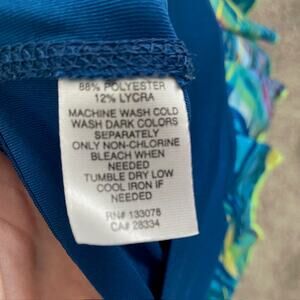 88% POLYESTER
12% LYCRA
MACHINE WASH COLD
WASH DARK COLORS
SEPARATELY
ONLY NON-CHLORINE
BLEACH WHEN
NEEDED
TUMBLE DRY LOW
COOL IRON IF
NEEDED
RN# 133078
CA# 28334